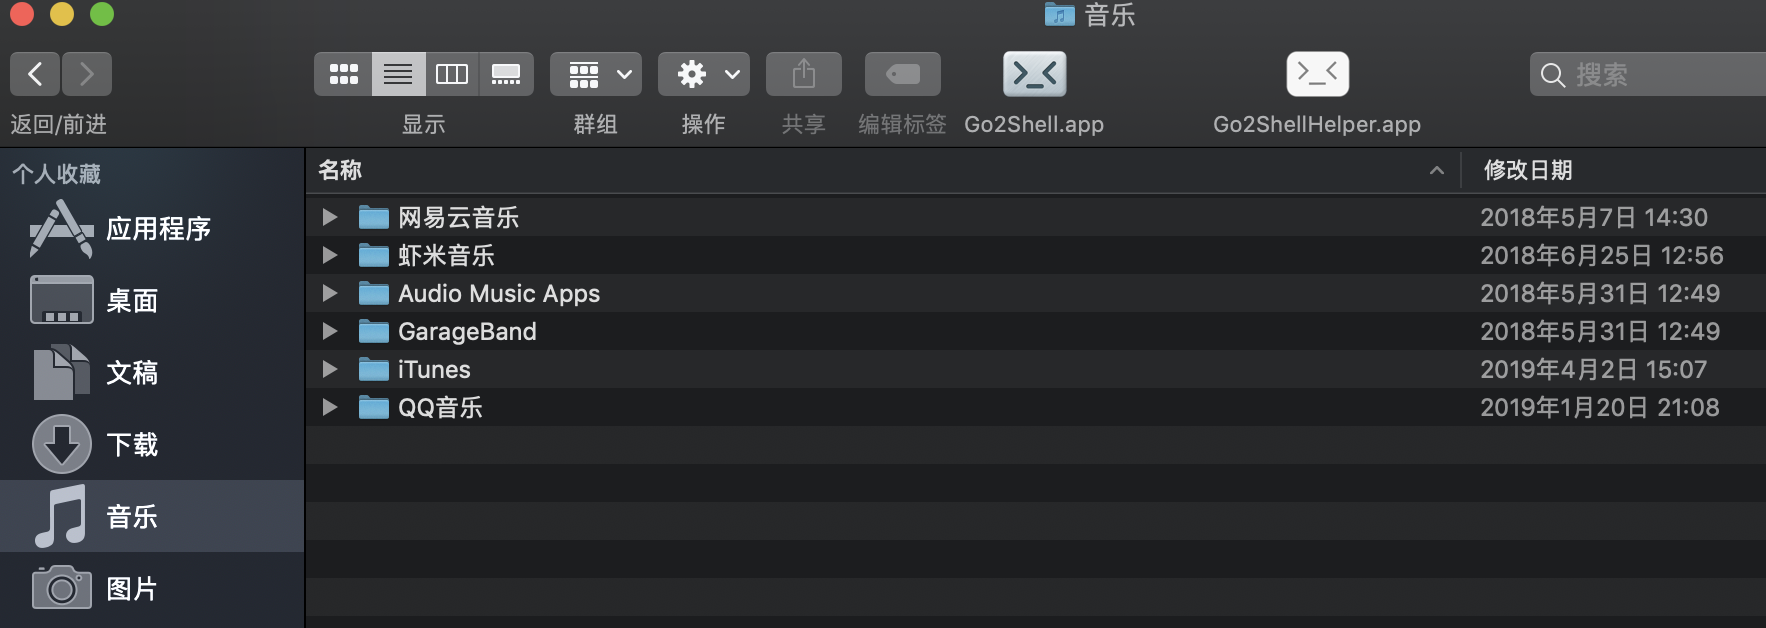 音乐
搜索
返回/前进
显示
群组
操作
共享
编辑标签
Go2Shell.app
Go2ShellHelper.app
个人收藏
应用程序
桌面
文稿
下载
音乐
图片
名称 修改日期
网易云音乐 2018年5月7日 14:30
虾米音乐 2018年6月25日 12:56
Audio Music Apps 2018年5月31日 12:49
GarageBand 2018年5月31日 12:49
iTunes 2019年4月2日 15:07
QQ音乐 2019年1月20日 21:08